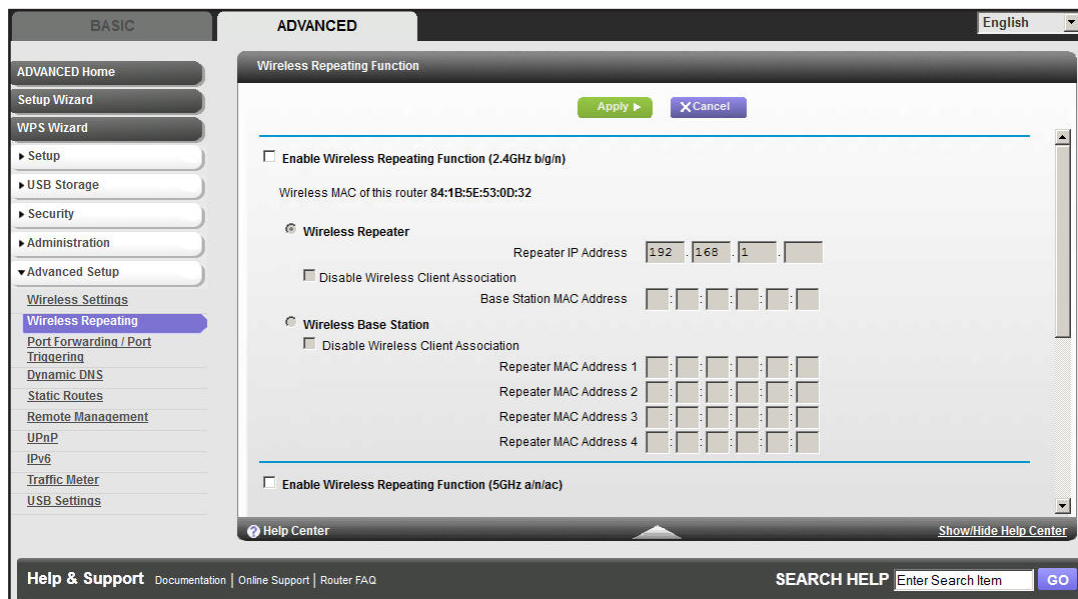 BASIC
ADVANCED
English
ADVANCED Home
Setup Wizard
WPS Wizard
Setup
USB Storage
Security
Administration
Advanced Setup
Wireless Settings
Wireless Repeating
Port Forwarding / Port
Triggering
Dynamic DNS
Static Routes
Remote Management
UPnP
IPv6
Traffic Meter
USB Settings
Wireless Repeating Function
Apply
X Cancel
Enable Wireless Repeating Function (2.4GHz b/g/n)
Wireless MAC of this router 84:1B:5E:53:0D:32
Wireless Repeater
Repeater IP Address 192 . 168 . 1 .
Disable Wireless Client Association
Base Station MAC Address : : : : :
Wireless Base Station
Disable Wireless Client Association
Repeater MAC Address 1 : : : : :
Repeater MAC Address 2 : : : : :
Repeater MAC Address 3 : : : : :
Repeater MAC Address 4 : : : : :
Enable Wireless Repeating Function (5GHz a/n/ac)
? Help Center
Show/Hide Help Center
Help & Support Documentation | Online Support | Router FAQ
SEARCH HELP Enter Search Item GO